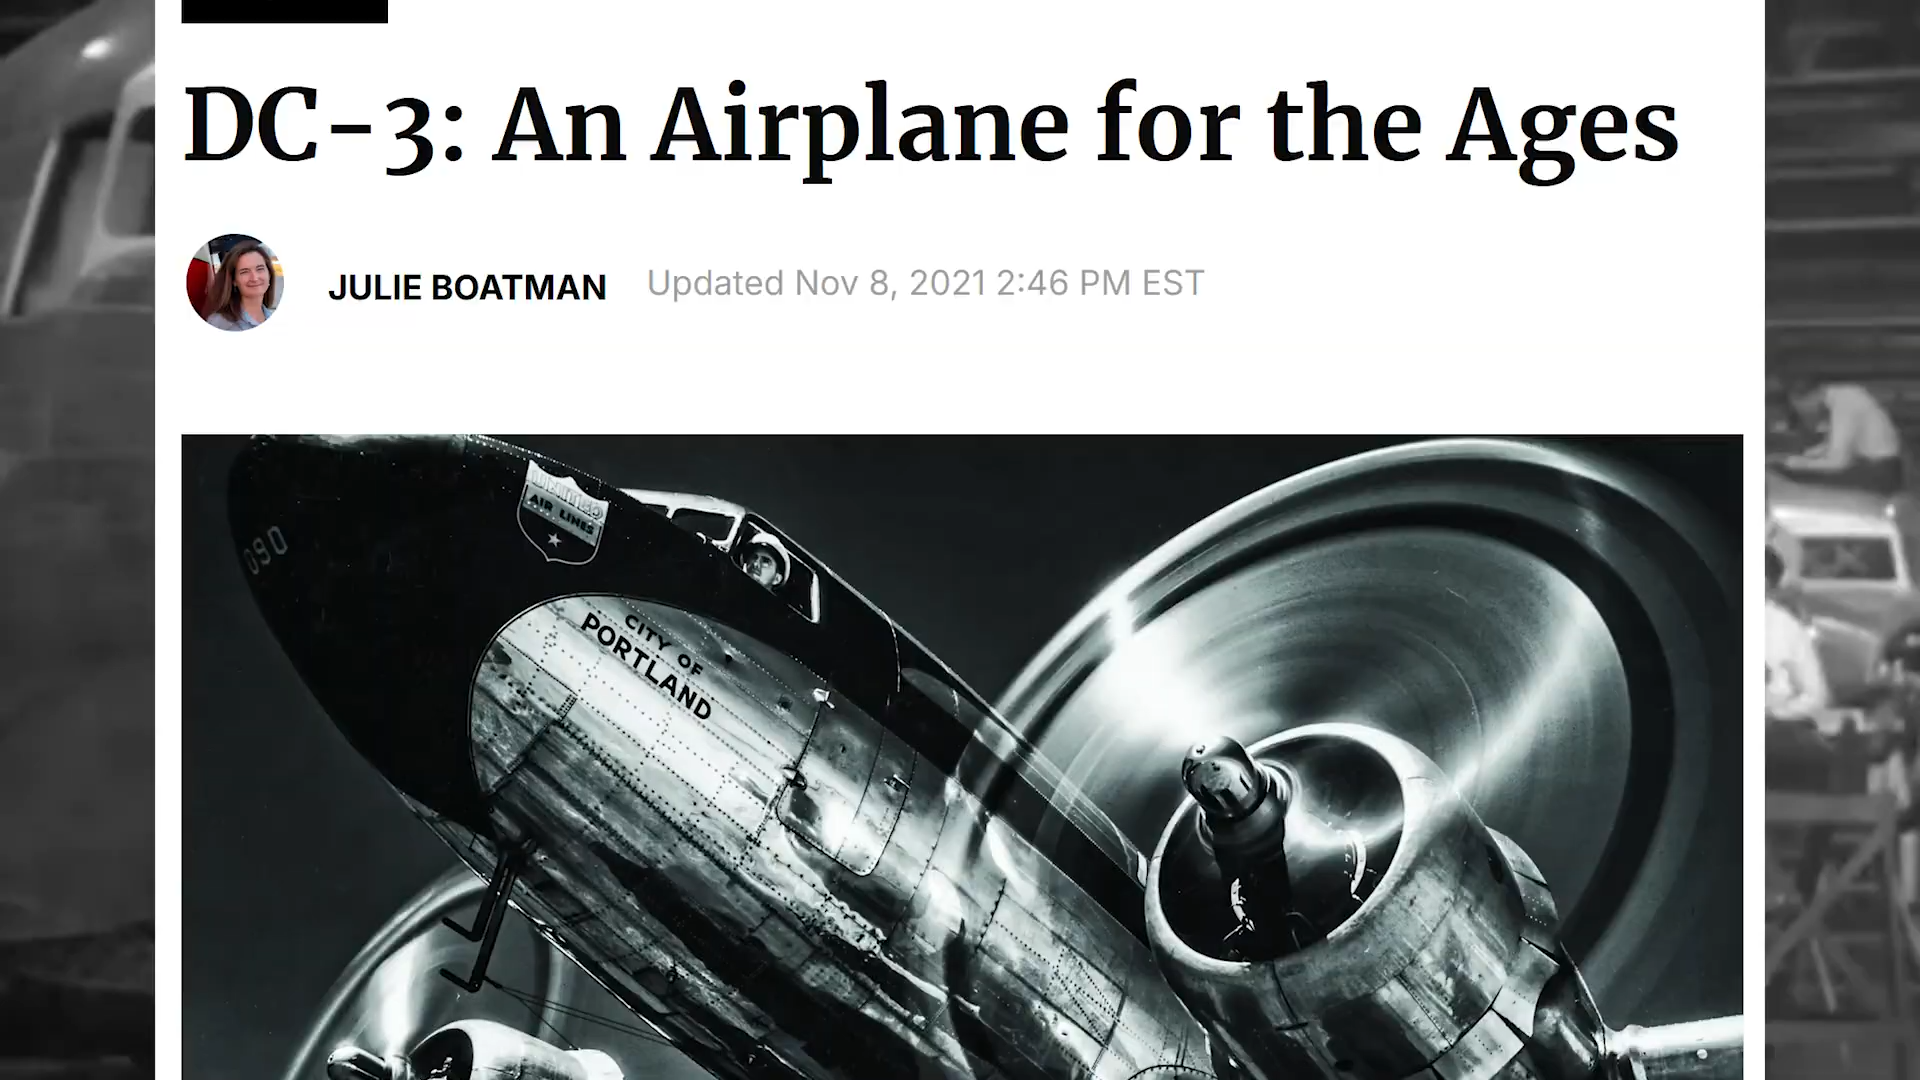 DC-3: An Airplane for the Ages
JULIE BOATMAN
Updated Nov 8, 2021 2:46 PM EST
AIR LINES
090
CITY OF
PORTLAND